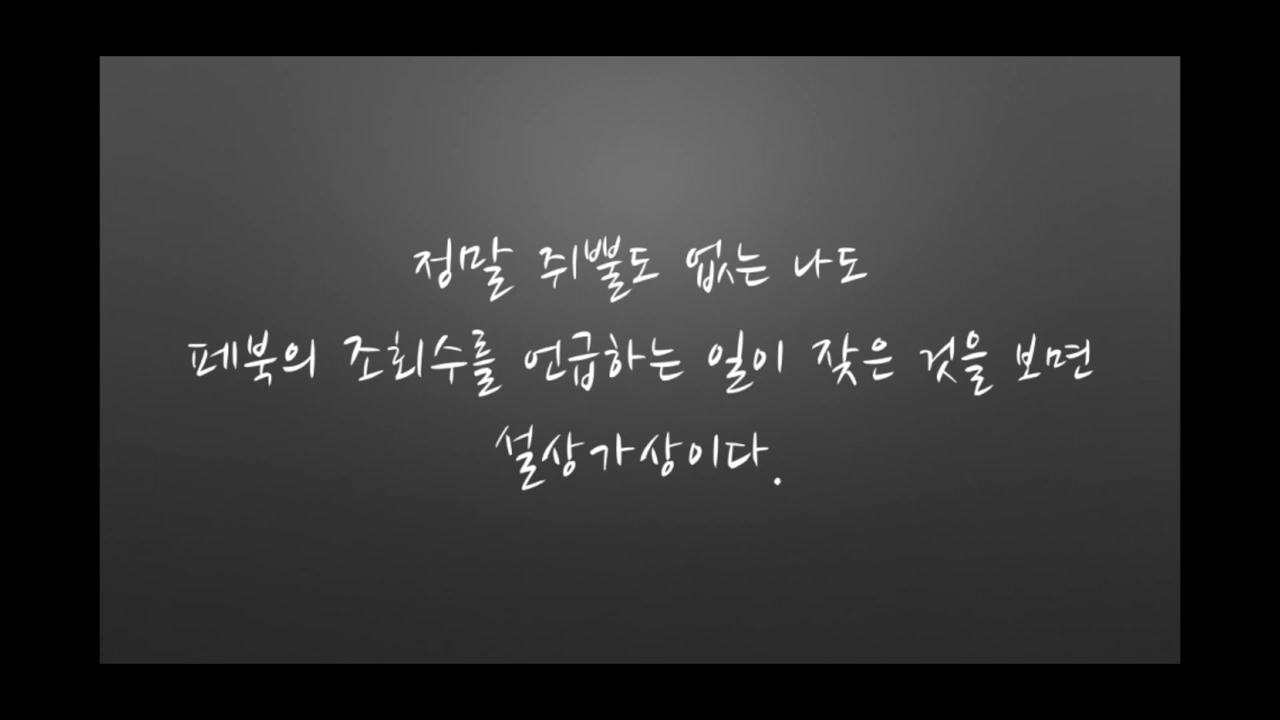 정말 쥐뿔도 없는 나도
페북의 조회수를 언급하는 일이 잦은 것을 보면
설상가상이다.